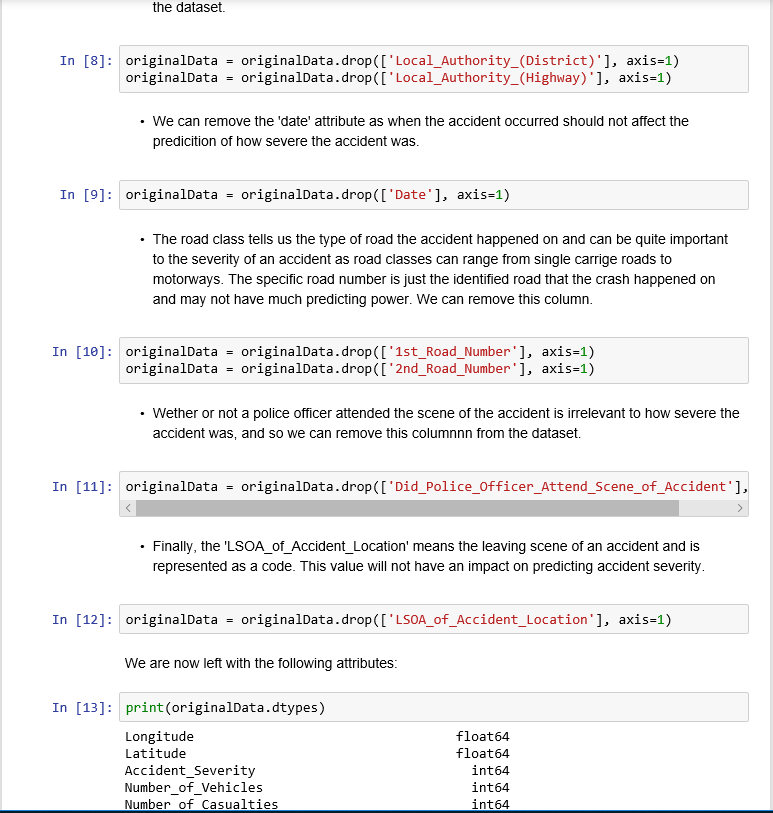 the dataset.
In [8]: originalData = originalData.drop(['Local_Authority_(District)'], axis=1)
originalData = originalData.drop(['Local_Authority_(Highway)'], axis=1)
• We can remove the 'date' attribute as when the accident occurred should not affect the
predicition of how severe the accident was.
In [9]: originalData = originalData.drop(['Date'], axis=1)
• The road class tells us the type of road the accident happened on and can be quite important
to the severity of an accident as road classes can range from single carrige roads to
motorways. The specific road number is just the identified road that the crash happened on
and may not have much predicting power. We can remove this column.
In [10]: originalData = originalData.drop(['1st_Road_Number'], axis=1)
originalData = originalData.drop(['2nd_Road_Number'], axis=1)
• Wether or not a police officer attended the scene of the accident is irrelevant to how severe the
accident was, and so we can remove this columnnn from the dataset.
In [11]: originalData = originalData.drop(['Did_Police_Officer_Attend_Scene_of_Accident'],
• Finally, the 'LSOA_of_Accident_Location' means the leaving scene of an accident and is
represented as a code. This value will not have an impact on predicting accident severity.
In [12]: originalData = originalData.drop(['LSOA_of_Accident_Location'], axis=1)
We are now left with the following attributes:
In [13]: print(originalData.dtypes)
Longitude float64
Latitude float64
Accident_Severity int64
Number_of_Vehicles int64
Number_of_Casualties int64